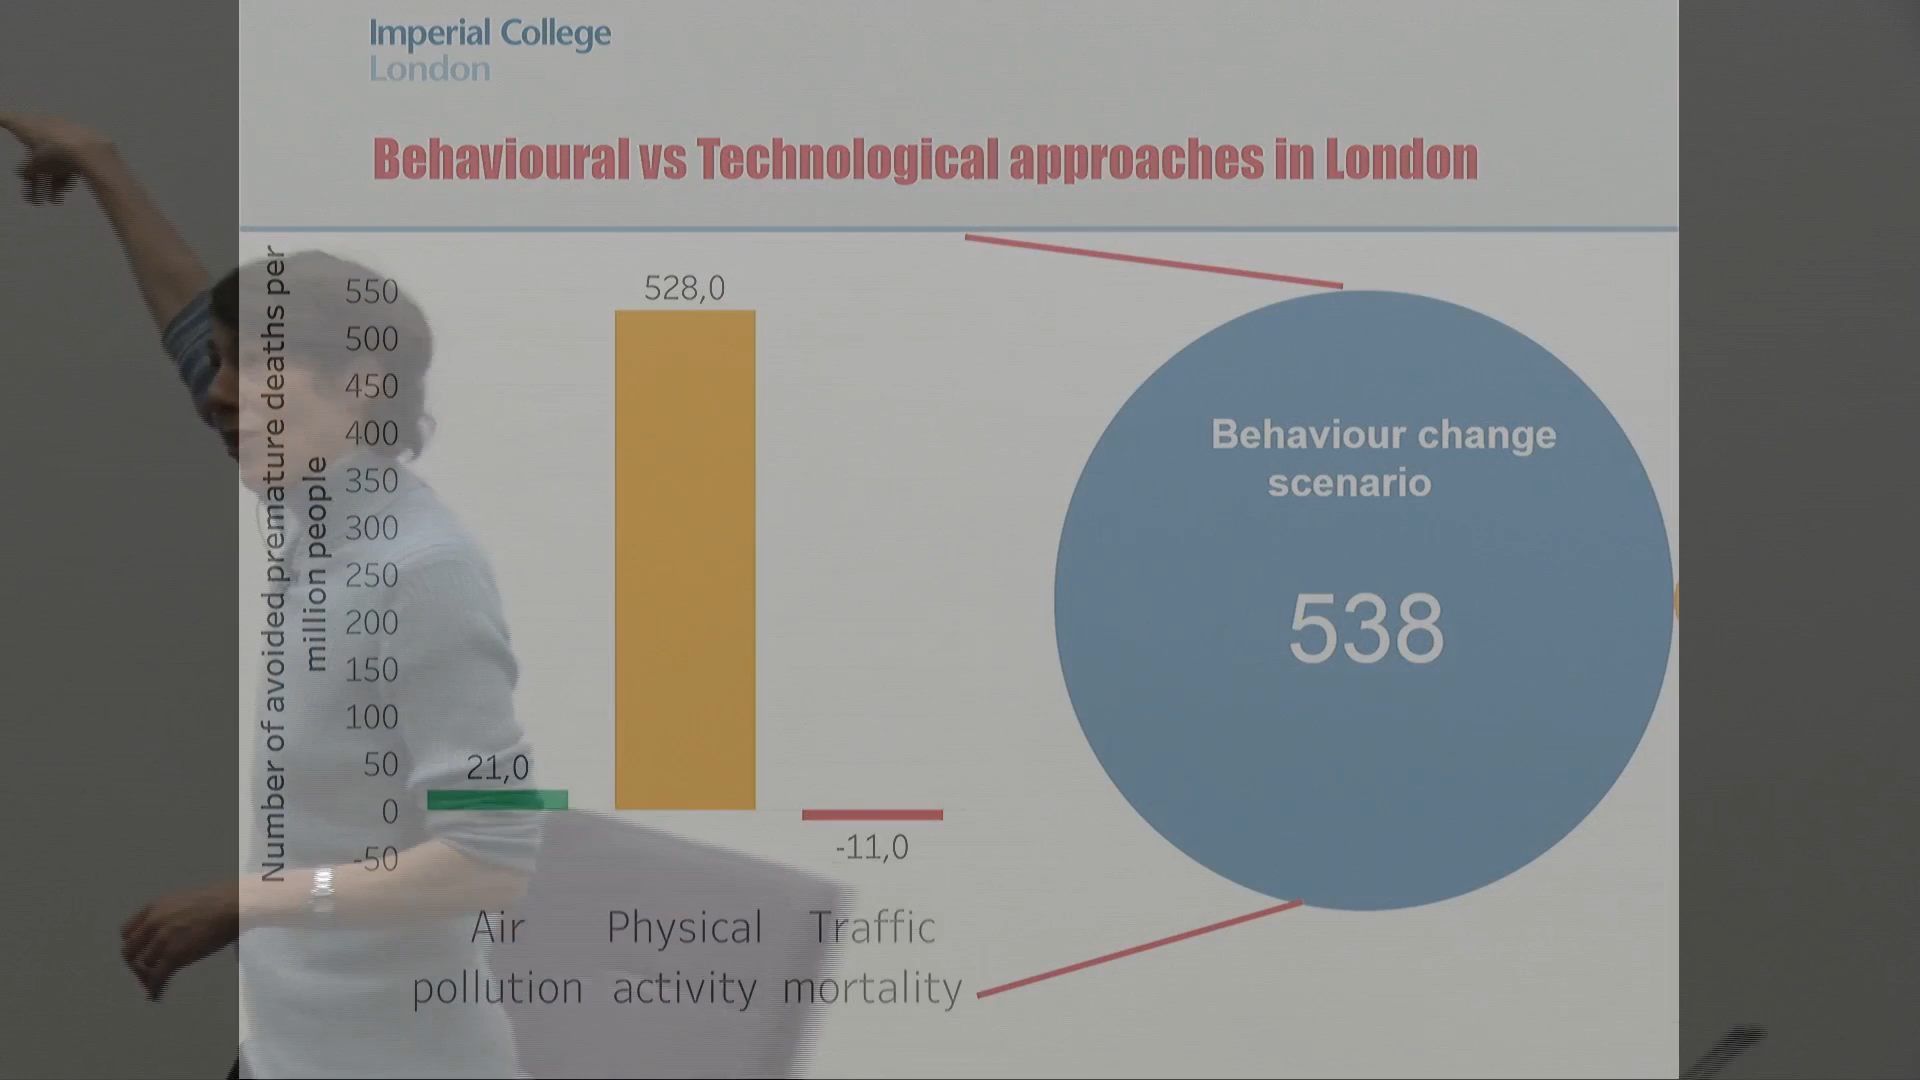 Imperial College
London
Behavioural vs Technological approaches in London
Number of avoided premature deaths per
million people
550
500
450
400
350
300
250
200
150
100
50
0
-50
528,0
21,0
-11,0
Air
pollution
Physical
activity
Traffic
mortality
Behaviour change
scenario
538